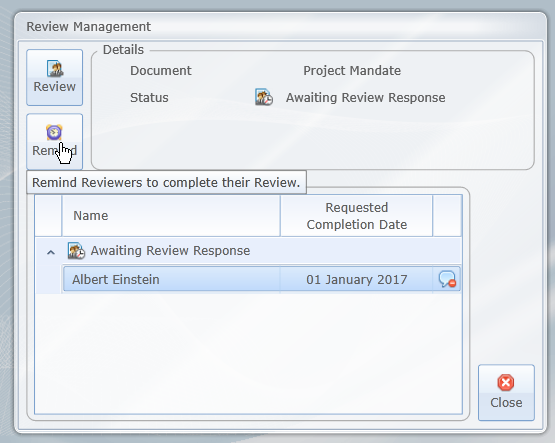 Review Management
Details
Review
Document Project Mandate
Status Awaiting Review Response
Remind Reviewers to complete their Review.
Name
Requested
Completion Date
Awaiting Review Response
Albert Einstein 01 January 2017
Close